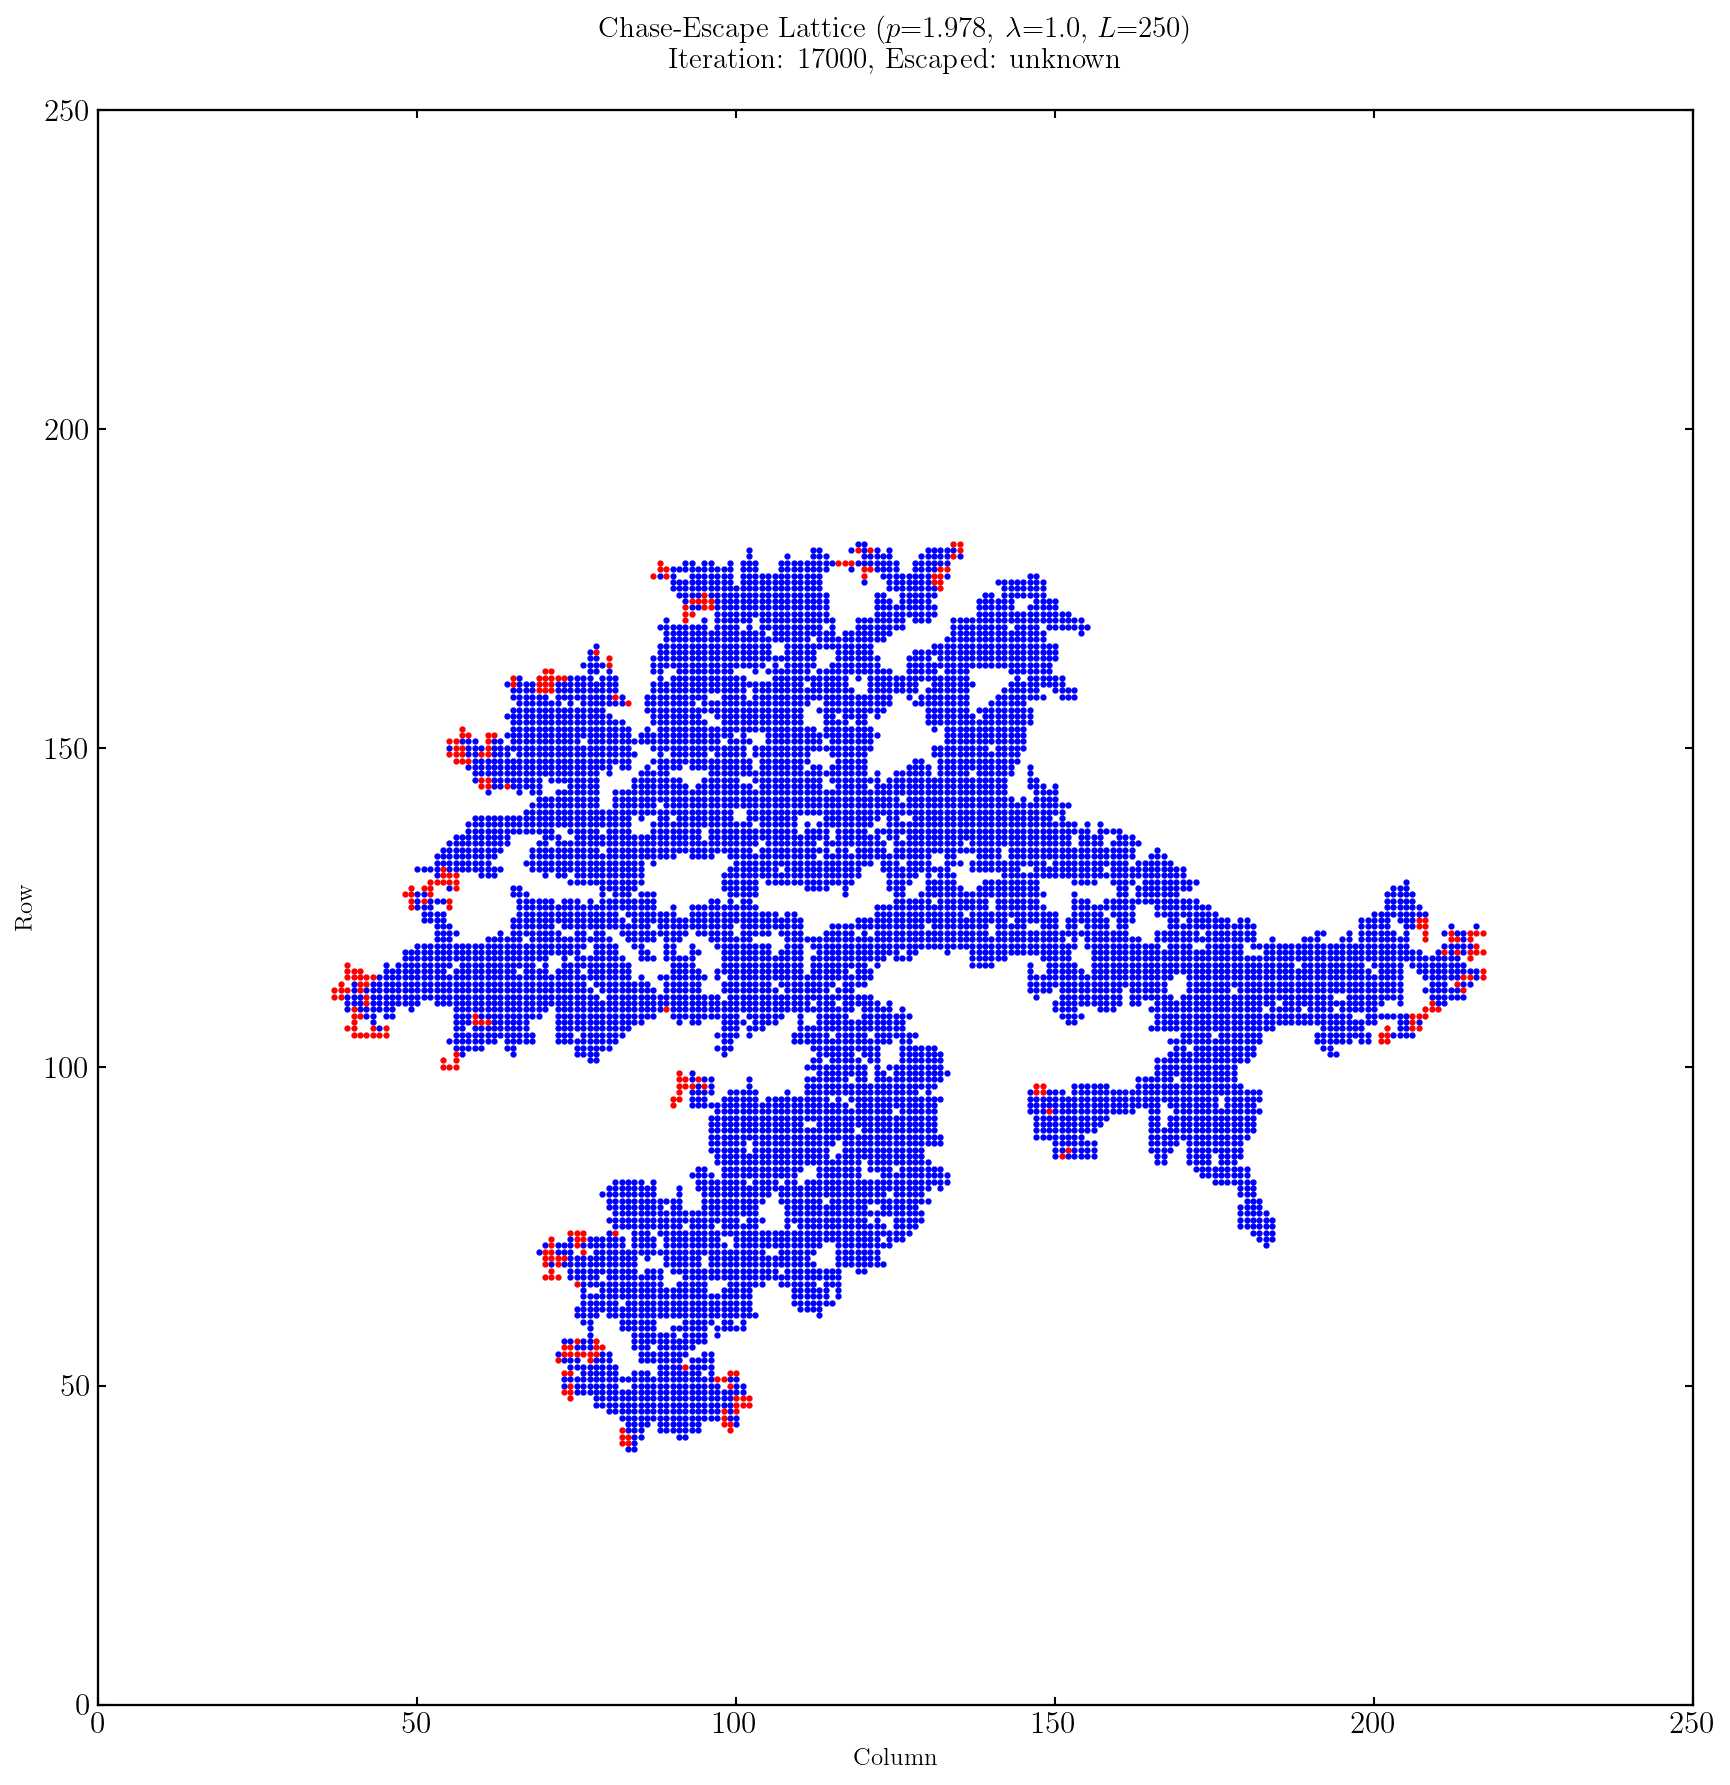 Chase-Escape Lattice (p=1.978, λ=1.0, L=250)
Iteration: 17000, Escaped: unknown
250
200
150
100
50
0
Row
0 50 100 150 200 250
Column